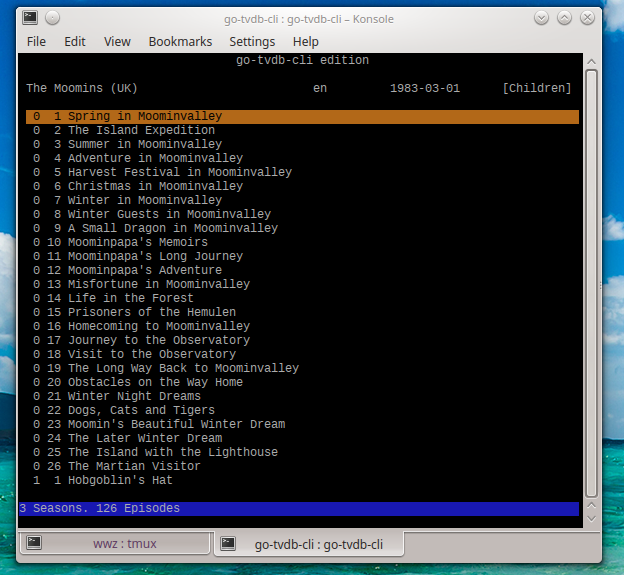 go-tvdb-cli : go-tvdb-cli – Konsole
File Edit View Bookmarks Settings Help
go-tvdb-cli edition
The Moomins (UK) en 1983-03-01 [Children]
0 1 Spring in Moominvalley
0 2 The Island Expedition
0 3 Summer in Moominvalley
0 4 Adventure in Moominvalley
0 5 Harvest Festival in Moominvalley
0 6 Christmas in Moominvalley
0 7 Winter in Moominvalley
0 8 Winter Guests in Moominvalley
0 9 A Small Dragon in Moominvalley
0 10 Moominpapa's Memoirs
0 11 Moominpapa's Long Journey
0 12 Moominpapa's Adventure
0 13 Misfortune in Moominvalley
0 14 Life in the Forest
0 15 Prisoners of the Hemulen
0 16 Homecoming to Moominvalley
0 17 Journey to the Observatory
0 18 Visit to the Observatory
0 19 The Long Way Back to Moominvalley
0 20 Obstacles on the Way Home
0 21 Winter Night Dreams
0 22 Dogs, Cats and Tigers
0 23 Moomin's Beautiful Winter Dream
0 24 The Later Winter Dream
0 25 The Island with the Lighthouse
0 26 The Martian Visitor
1 1 Hobgoblin's Hat
3 Seasons. 126 Episodes
wwz : tmux go-tvdb-cli : go-tvdb-cli